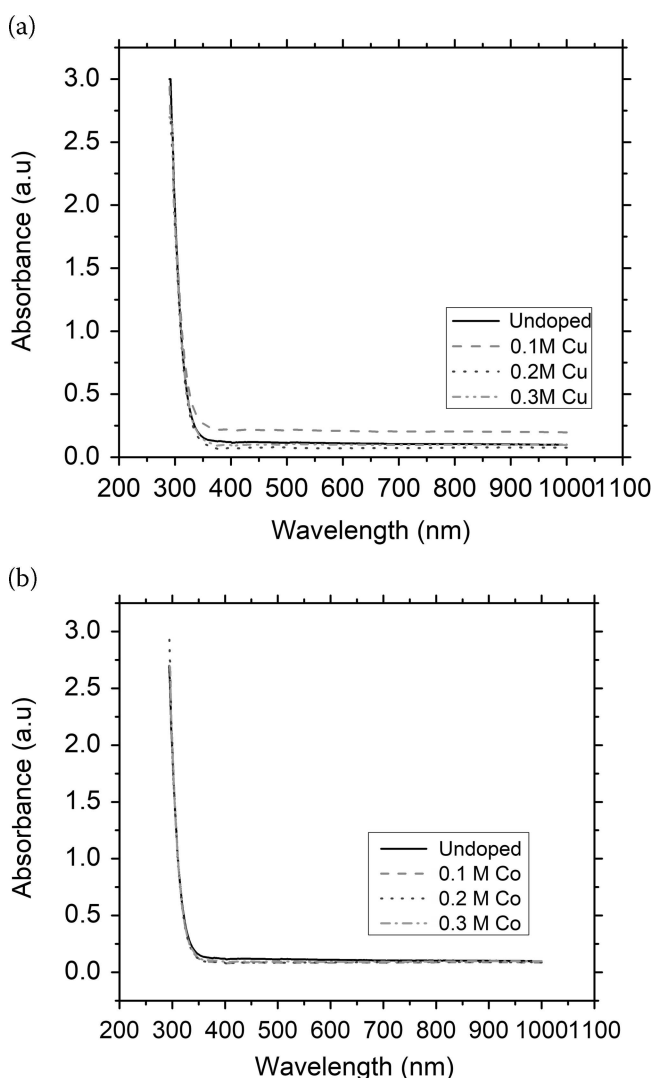 (a)
3.0
2.5
2.0
1.5
1.0
0.5
0.0
Absorbance (a.u)
Undoped
0.1M Cu
0.2M Cu
0.3M Cu
200 300 400 500 600 700 800 900 10001100
Wavelength (nm)
(b)
3.0
2.5
2.0
1.5
1.0
0.5
0.0
Absorbance (a.u)
Undoped
0.1 M Co
0.2 M Co
0.3 M Co
200 300 400 500 600 700 800 900 10001100
Wavelength (nm)